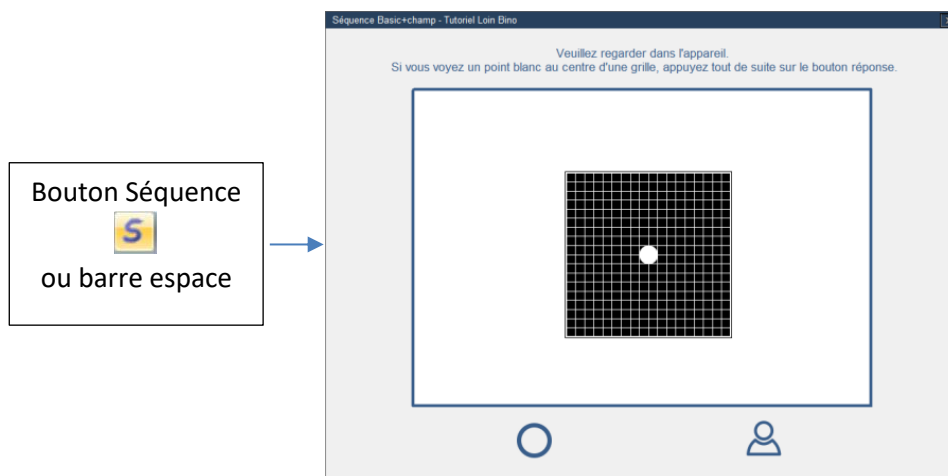 Séquence Basic+champ - Tutoriel Loin Bino
Veuillez regarder dans l'appareil.
Si vous voyez un point blanc au centre d'une grille, appuyez tout de suite sur le bouton réponse.
Bouton Séquence
S
ou barre espace